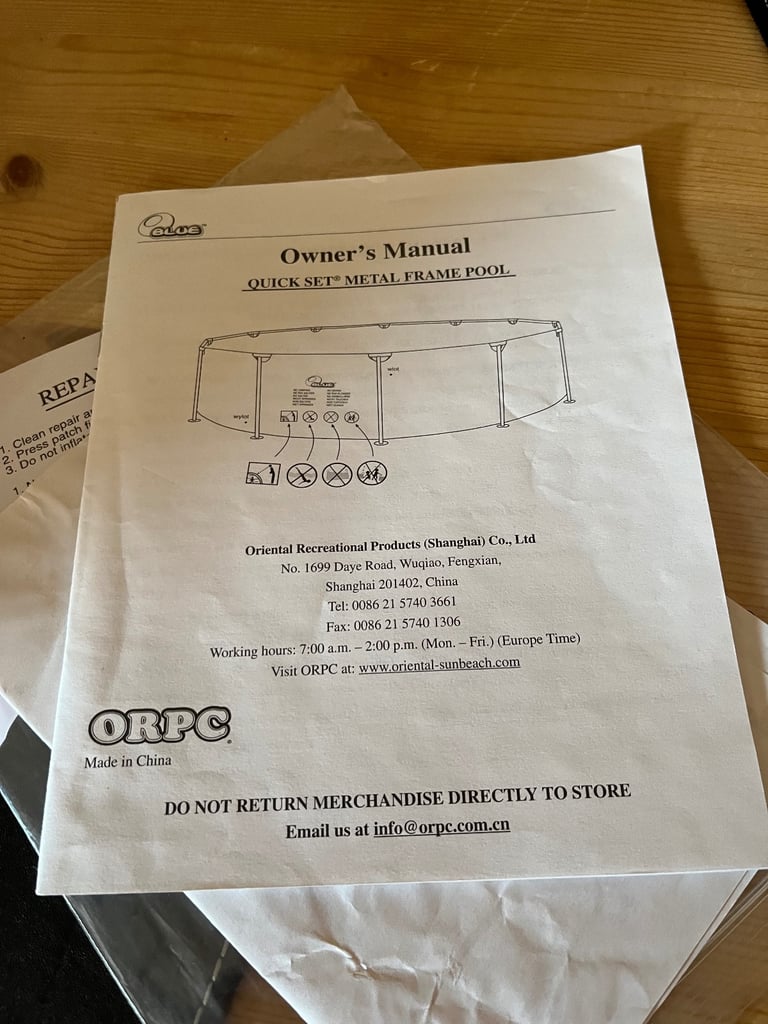 BLUE™
Owner's Manual
QUICK SET® METAL FRAME POOL
wlot
BLUE
wylot
Oriental Recreational Products (Shanghai) Co., Ltd
No. 1699 Daye Road, Wuqiao, Fengxian,
Shanghai 201402, China
Tel: 0086 21 5740 3661
Fax: 0086 21 5740 1306
Working hours: 7:00 a.m. – 2:00 p.m. (Mon. – Fri.) (Europe Time)
Visit ORPC at: www.oriental-sunbeach.com
ORPC
Made in China
DO NOT RETURN MERCHANDISE DIRECTLY TO STORE
Email us at info@orpc.com.cn
REPA
1. Clean repair a
2. Press patch fi
3. Do not infla
1.